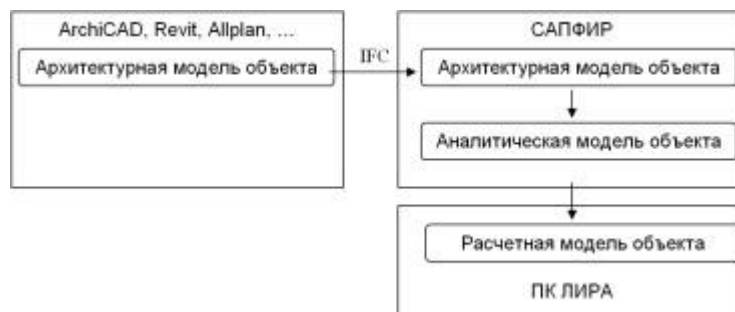 ArchiCAD, Revit, Allplan, ...
Архитектурная модель объекта
IFC
САПФИР
Архитектурная модель объекта
Аналитическая модель объекта
Расчетная модель объекта
ПК ЛИРА